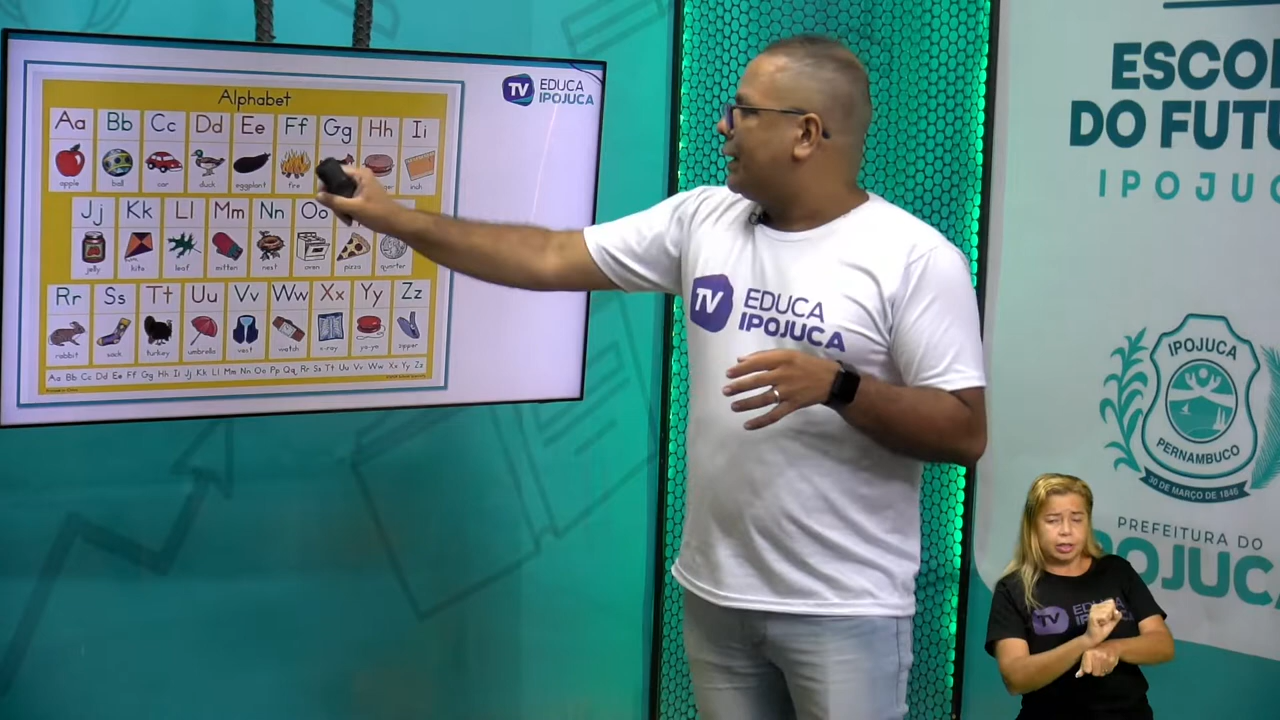 Alphabet
TV EDUCA
IPOJUCA
Aa Bb Cc Dd Ee Ff Gg Hh Ii
apple ball car duck eggplant fire inch
Jj Kk Ll Mm Nn Oo
jelly kite leaf mitten nest oven pizza quarter
Rr Ss Tt Uu Vv Ww Xx Yy Zz
rabbit sock turkey umbrella vest watch x-ray yo-yo zipper
Aa Bb Cc Dd Ee Ff Gg Hh Ii Jj Kk Ll Mm Nn Oo Pp Qq Rr Ss Tt Uu Vv Ww Xx Yy Zz
TV EDUCA
IPOJUCA
ESCOL
DO FUTU
IPOJUC
IPOJUCA
PERNAMBUCO
30 DE MARÇO DE 1846
PREFEITURA DO
IPOJUCA
TV EDUCA
IPOJUCA